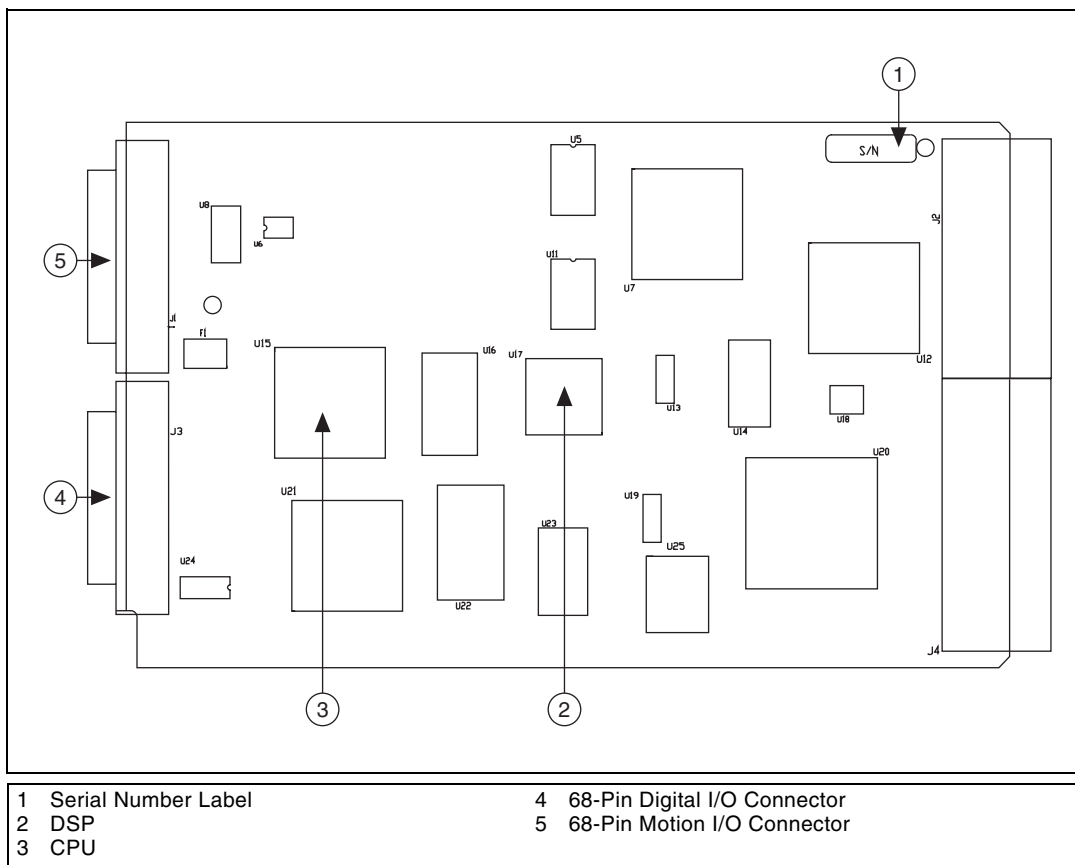 1
U5
S/N
U8
U6
J2
5
U11
U7
J1
F1
U15
U16
U17
U12
U13
U14
U18
J3
U20
U21
4
U19
U23
U25
U24
U22
J4
3
2
1 Serial Number Label
2 DSP
3 CPU
4 68-Pin Digital I/O Connector
5 68-Pin Motion I/O Connector